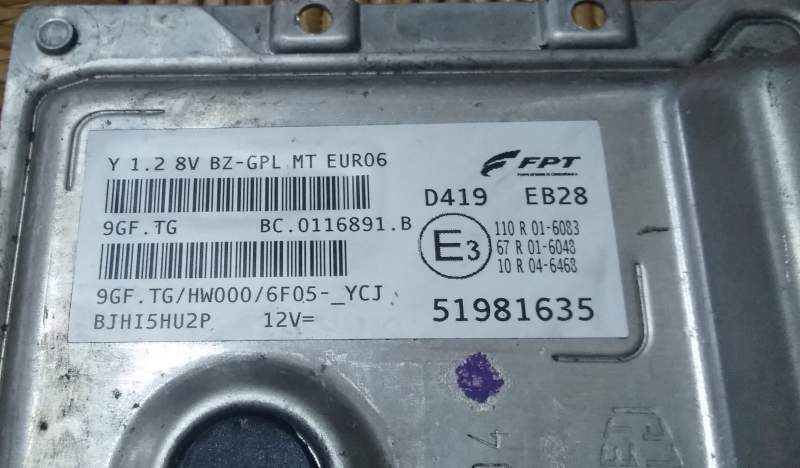 Y 1.2 8V BZ-GPL MT EURO6
FPT
D419 EB28
9GF.TG BC.0116891.B
E3
110 R 01-6083
67 R 01-6048
10 R 04-6468
9GF.TG/HW000/6F05-_YCJ
BJHI5HU2P 12V=
51981635